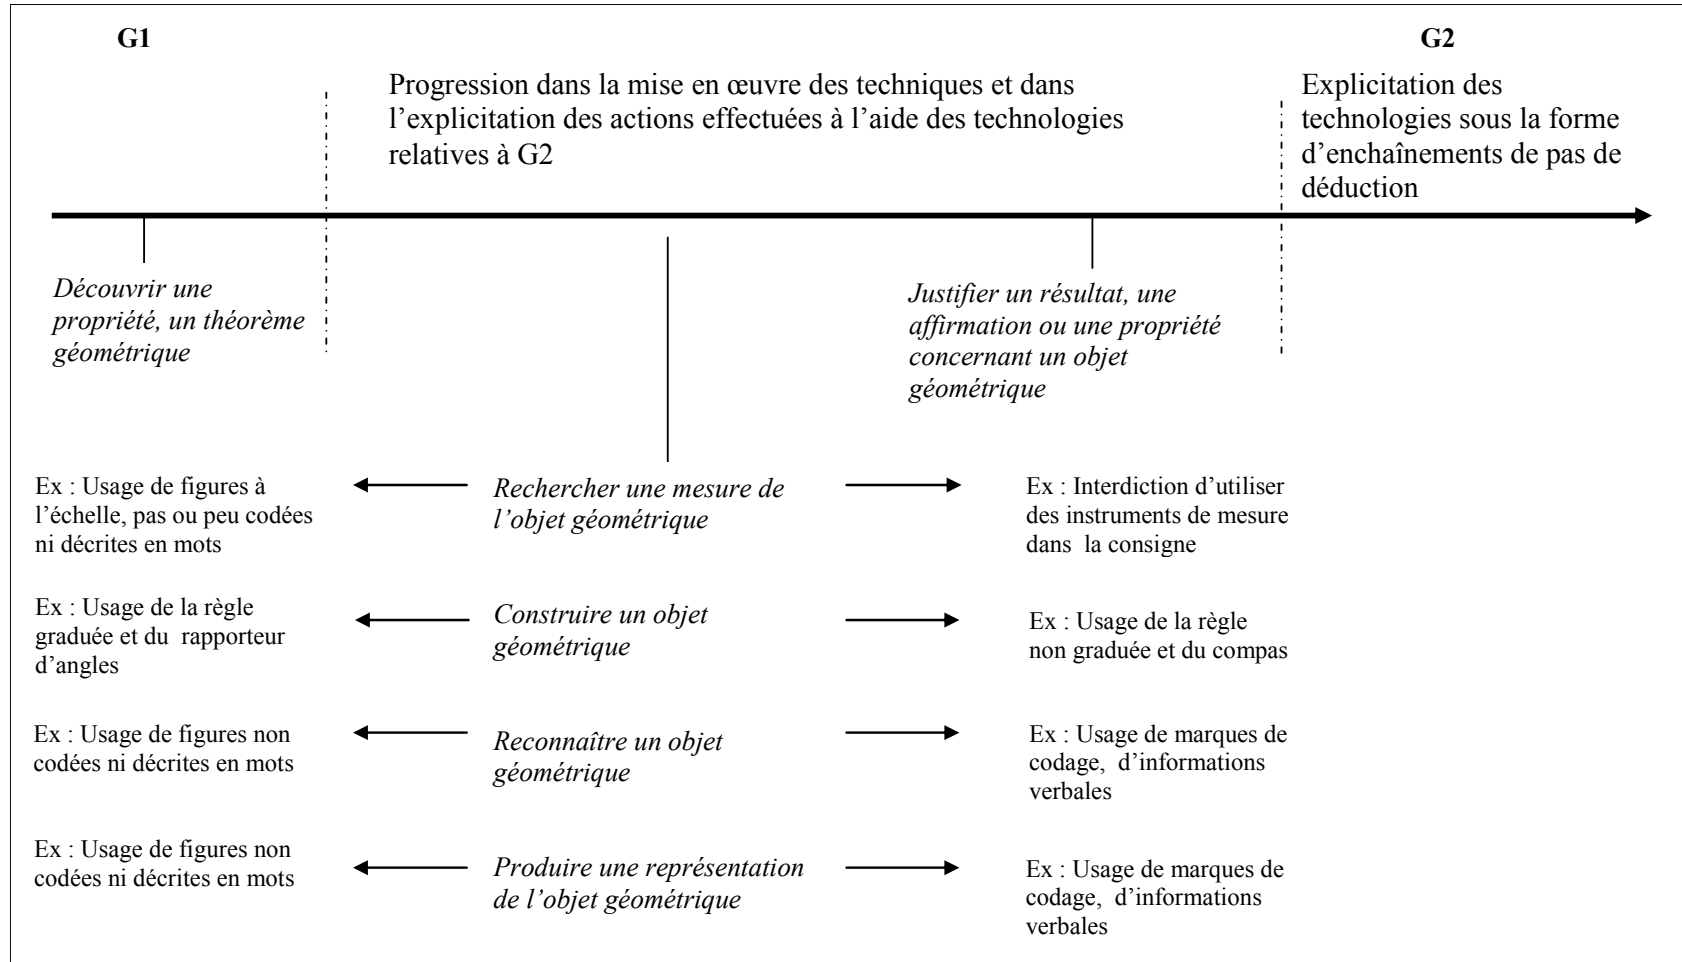 G1
G2
Progression dans la mise en œuvre des techniques et dans
l’explicitation des actions effectuées à l’aide des technologies
relatives à G2
Explicitation des
technologies sous la forme
d’enchaînements de pas de
déduction
Découvrir une
propriété, un théorème
géométrique
Justifier un résultat, une
affirmation ou une propriété
concernant un objet
géométrique
Ex : Usage de figures à
l’échelle, pas ou peu codées
ni décrites en mots
Rechercher une mesure de
l’objet géométrique
Ex : Interdiction d’utiliser
des instruments de mesure
dans la consigne
Ex : Usage de la règle
graduée et du rapporteur
d’angles
Construire un objet
géométrique
Ex : Usage de la règle
non graduée et du compas
Ex : Usage de figures non
codées ni décrites en mots
Reconnaître un objet
géométrique
Ex : Usage de marques de
codage, d’informations
verbales
Ex : Usage de figures non
codées ni décrites en mots
Produire une représentation
de l’objet géométrique
Ex : Usage de marques de
codage, d’informations
verbales